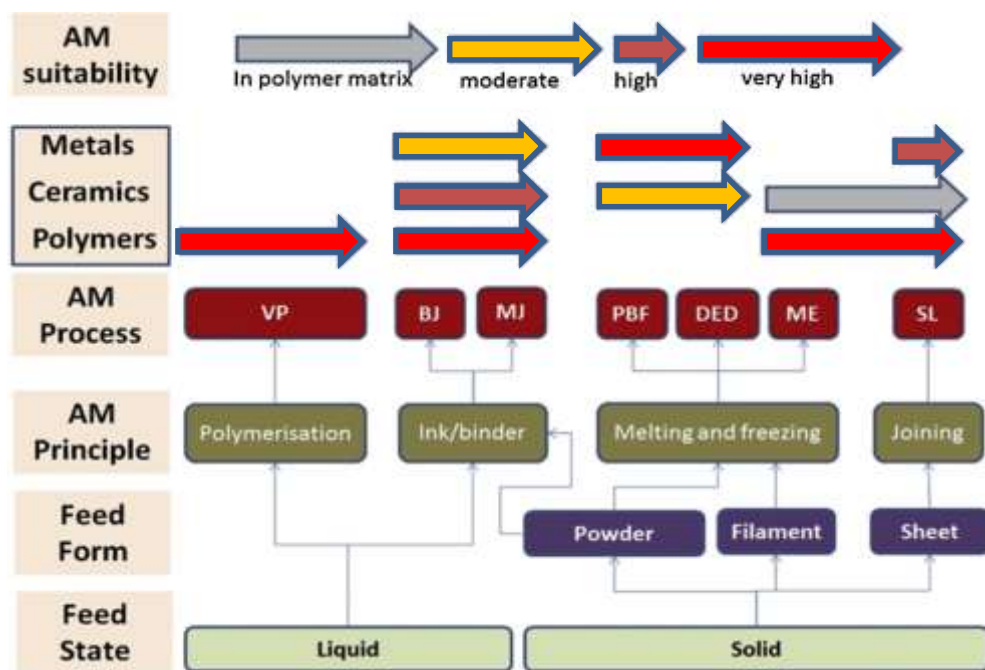 AM
suitability
In polymer matrix
moderate
high
very high
Metals
Ceramics
Polymers
AM
Process
VP
BJ
MJ
PBF
DED
ME
SL
AM
Principle
Polymerisation
Ink/binder
Melting and freezing
Joining
Feed
Form
Powder
Filament
Sheet
Feed
State
Liquid
Solid